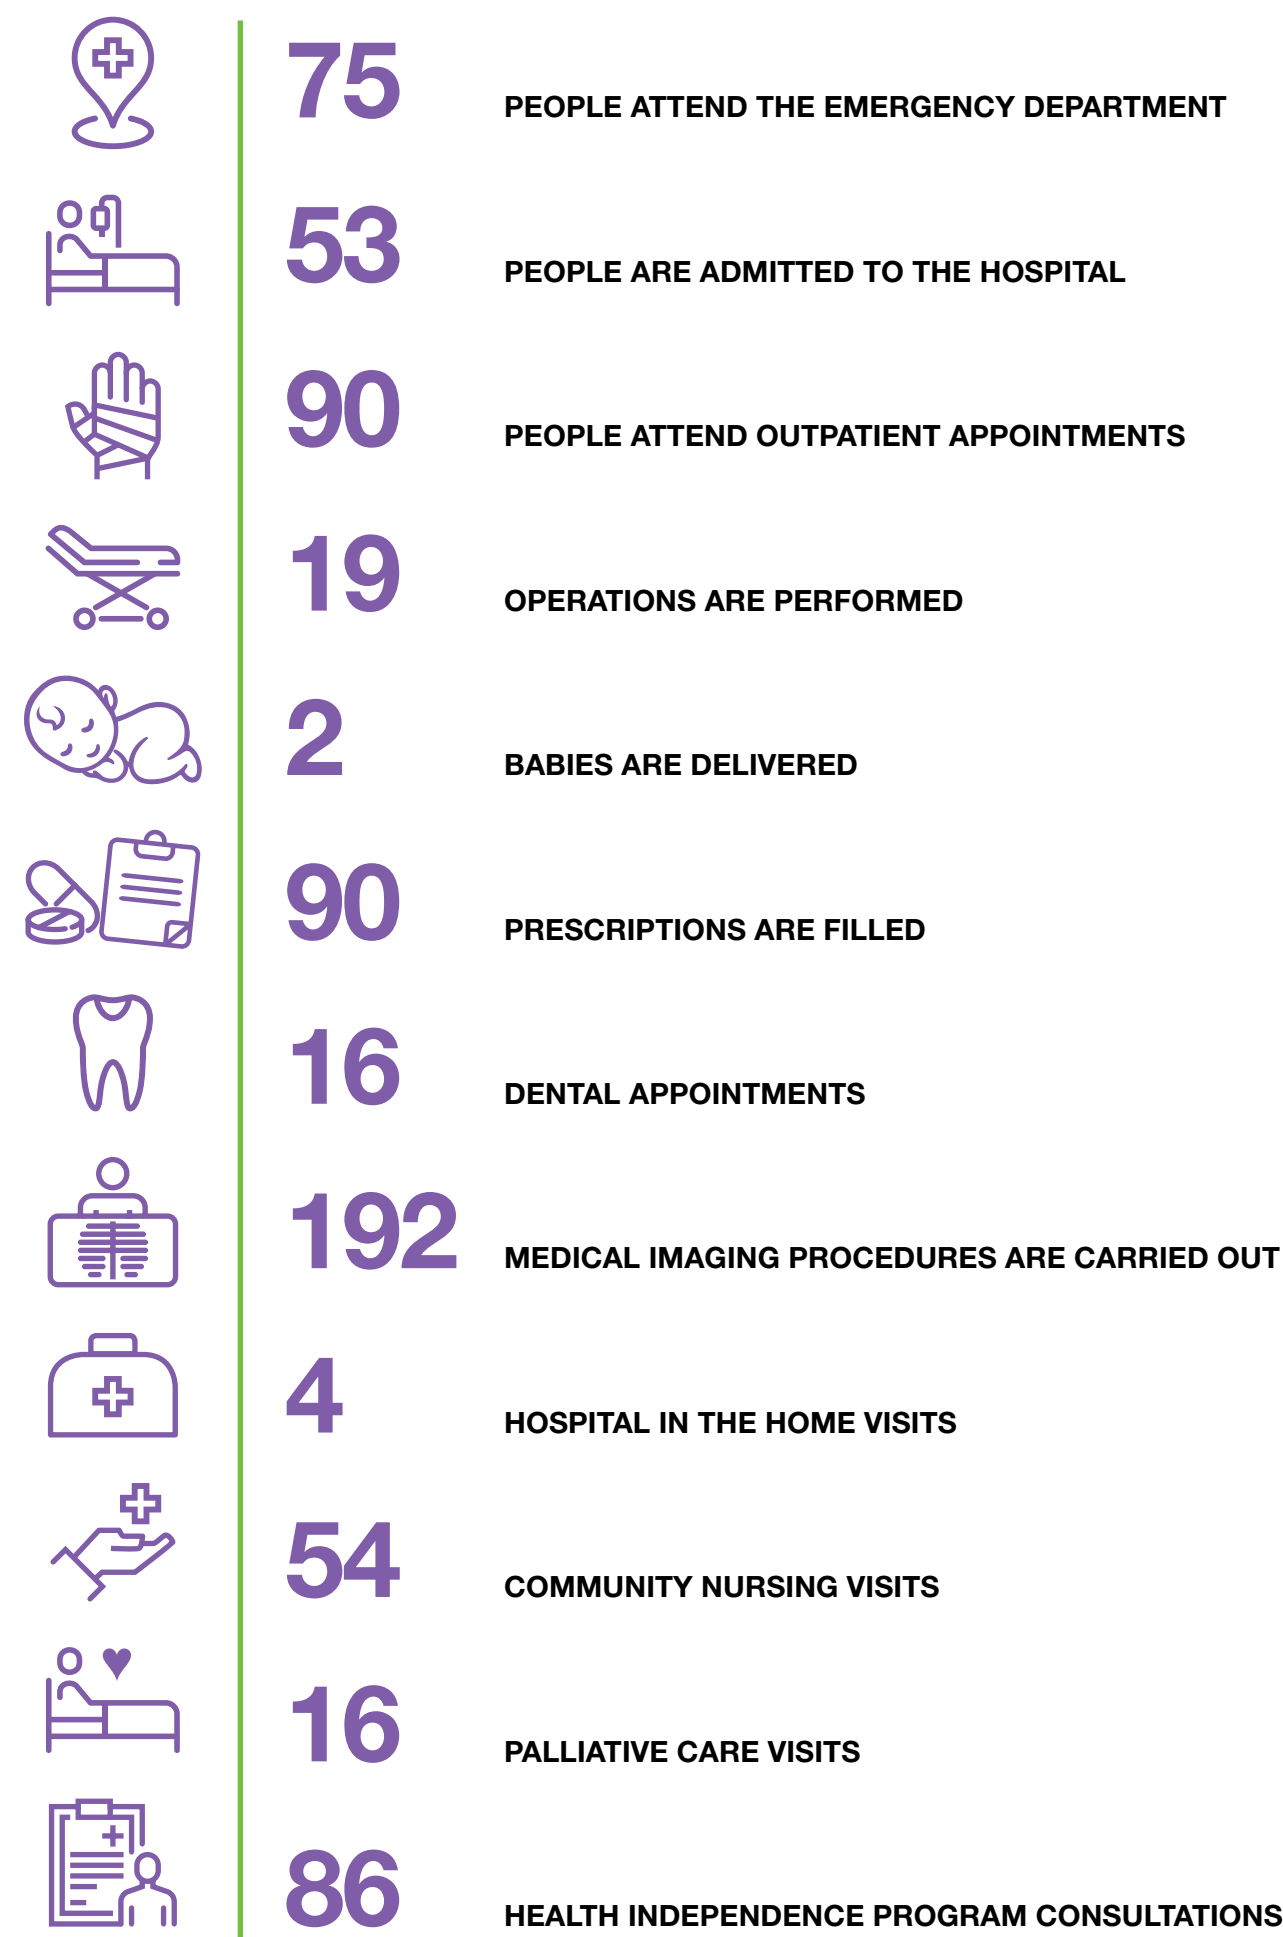 75 PEOPLE ATTEND THE EMERGENCY DEPARTMENT
53 PEOPLE ARE ADMITTED TO THE HOSPITAL
90 PEOPLE ATTEND OUTPATIENT APPOINTMENTS
19 OPERATIONS ARE PERFORMED
2 BABIES ARE DELIVERED
90 PRESCRIPTIONS ARE FILLED
16 DENTAL APPOINTMENTS
192 MEDICAL IMAGING PROCEDURES ARE CARRIED OUT
4 HOSPITAL IN THE HOME VISITS
54 COMMUNITY NURSING VISITS
16 PALLIATIVE CARE VISITS
86 HEALTH INDEPENDENCE PROGRAM CONSULTATIONS